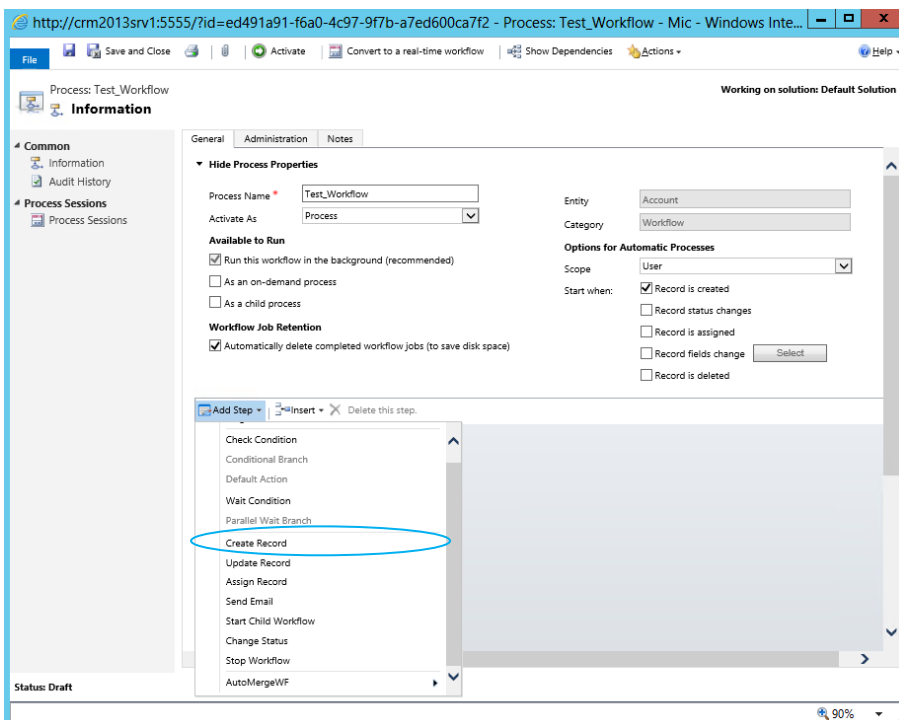 http://crm2013srv1:5555/?id=ed491a91-f6a0-4c97-9f7b-a7ed600ca7f2 - Process: Test_Workflow - Mic - Windows Inte...
File
Save and Close
Activate
Convert to a real-time workflow
Show Dependencies
Actions
Help
Process: Test_Workflow
Information
Working on solution: Default Solution
Common
Information
Audit History
Process Sessions
Process Sessions
General
Administration
Notes
Hide Process Properties
Process Name *
Test_Workflow
Activate As
Process
Available to Run
Run this workflow in the background (recommended)
As an on-demand process
As a child process
Workflow Job Retention
Automatically delete completed workflow jobs (to save disk space)
Entity
Account
Category
Workflow
Options for Automatic Processes
Scope
User
Start when:
Record is created
Record status changes
Record is assigned
Record fields change
Select
Record is deleted
Add Step
Insert
Delete this step.
Check Condition
Conditional Branch
Default Action
Wait Condition
Parallel Wait Branch
Create Record
Update Record
Assign Record
Send Email
Start Child Workflow
Change Status
Stop Workflow
AutoMergeWF
Status: Draft
90%